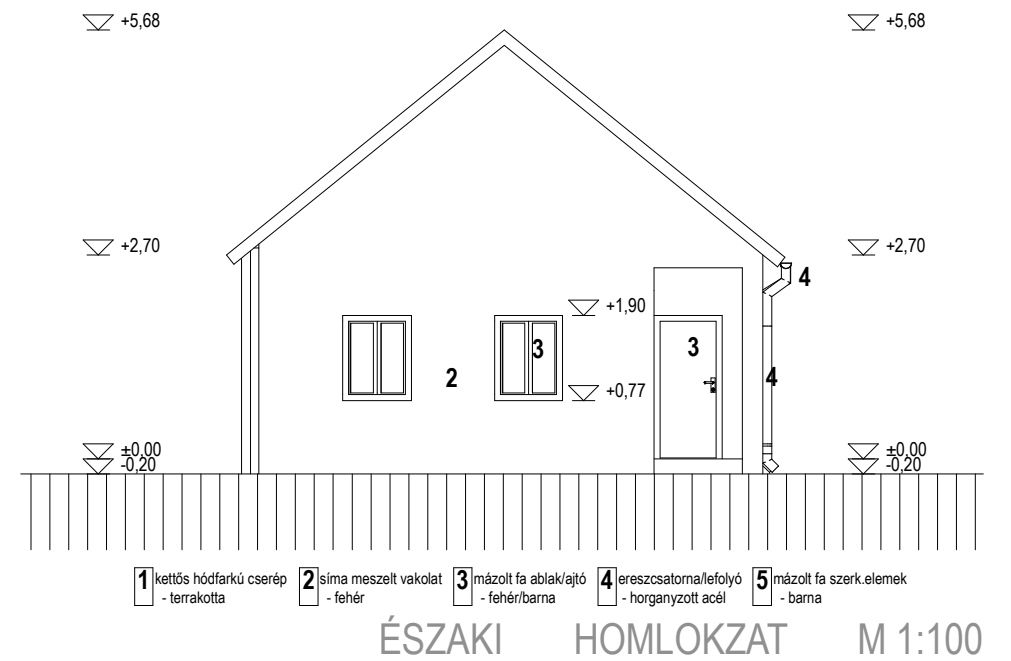 +5,68 +5,68
+2,70 +2,70
4
+1,90
3 3
2 4
+0,77
±0,00 ±0,00
-0,20 -0,20
1 kettős hódfarkú cserép
- terrakotta
2 síma meszelt vakolat
- fehér
3 mázolt fa ablak/ajtó
- fehér/barna
4 ereszcsatorna/lefolyó
- horganyzott acél
5 mázolt fa szerk.elemek
- barna
ÉSZAKI HOMLOKZAT M 1:100